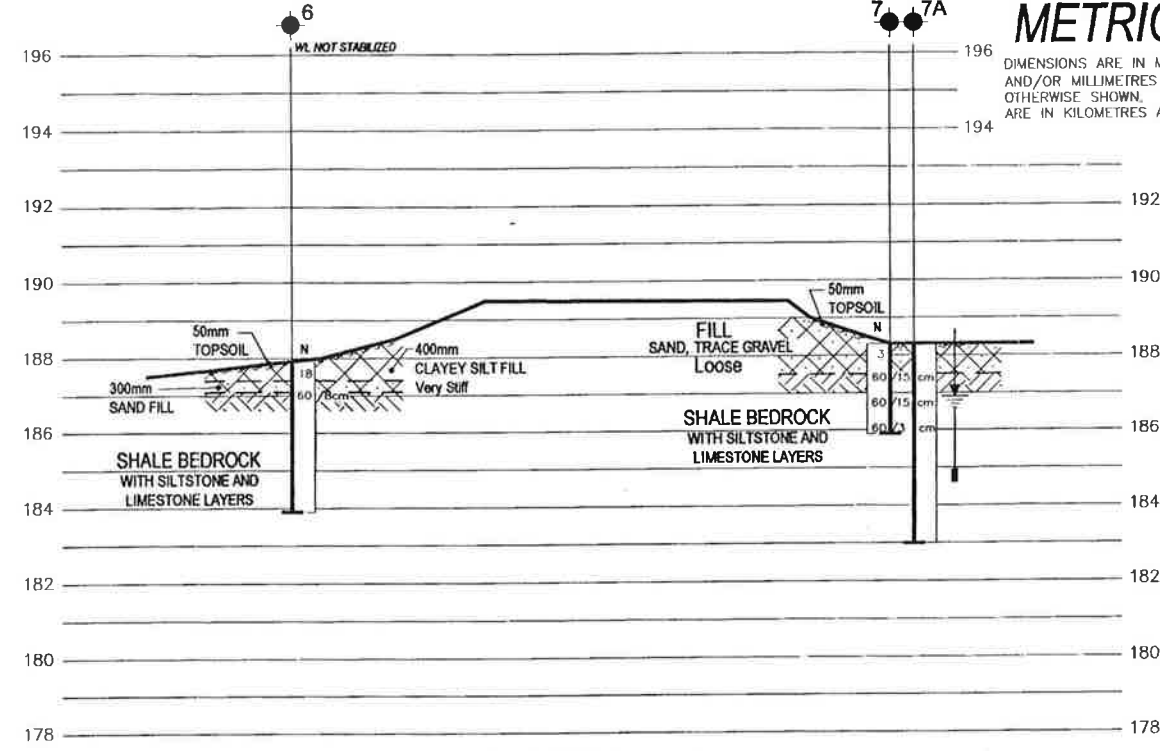 6
7
7A
METRIC
WL NOT STABILIZED
196
196
DIMENSIONS ARE IN M
AND/OR MILLIMETRES
OTHERWISE SHOWN.
ARE IN KILOMETRES A
194
194
192
192
190
190
50mm
TOPSOIL
N
50mm
TOPSOIL
N
FILL
SAND, TRACE GRAVEL
Loose
188
188
400mm
CLAYEY SILT FILL
Very Stiff
18
60 /8cm
300mm
SAND FILL
3
60 /15 cm
60 /15 cm
60 /3 cm
186
186
SHALE BEDROCK
WITH SILTSTONE AND
LIMESTONE LAYERS
SHALE BEDROCK
WITH SILTSTONE AND
LIMESTONE LAYERS
184
184
182
182
180
180
178
178